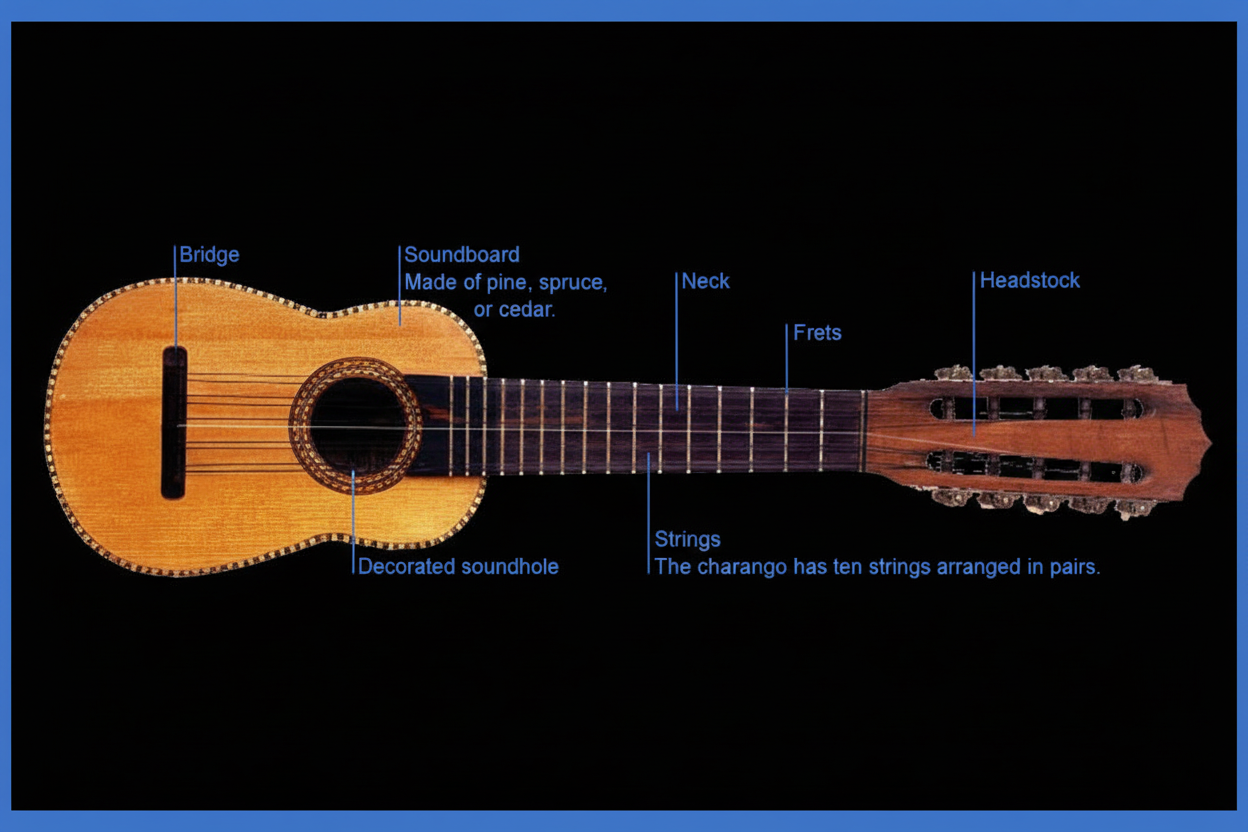 Bridge
Soundboard
Made of pine, spruce,
or cedar.
Neck
Headstock
Frets
Strings
The charango has ten strings arranged in pairs.
Decorated soundhole